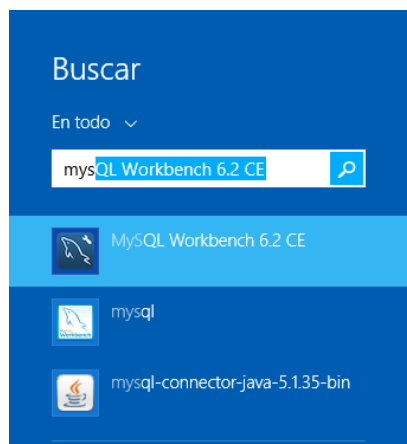 Buscar
En todo
mysQL Workbench 6.2 CE
MySQL Workbench 6.2 CE
mysql
mysql-connector-java-5.1.35-bin